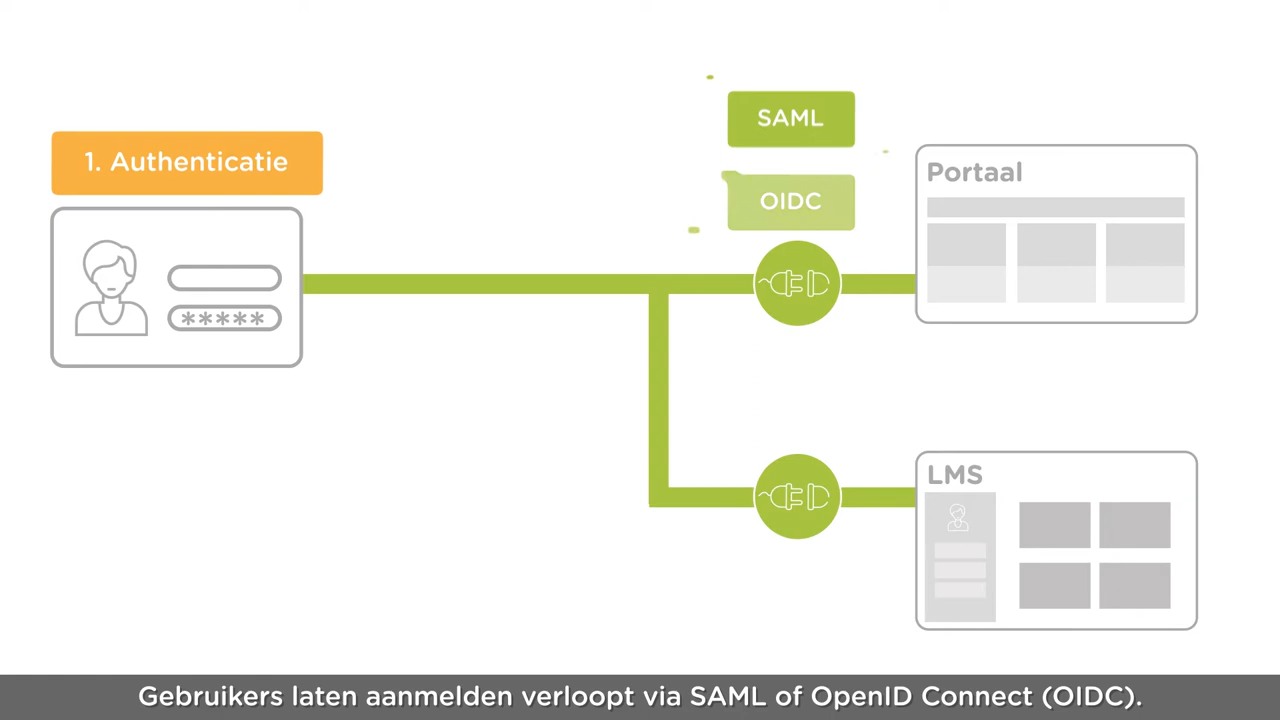 SAML
1. Authenticatie
Portaal
OIDC
*****
LMS
Gebruikers laten aanmelden verloopt via SAML of OpenID Connect (OIDC).